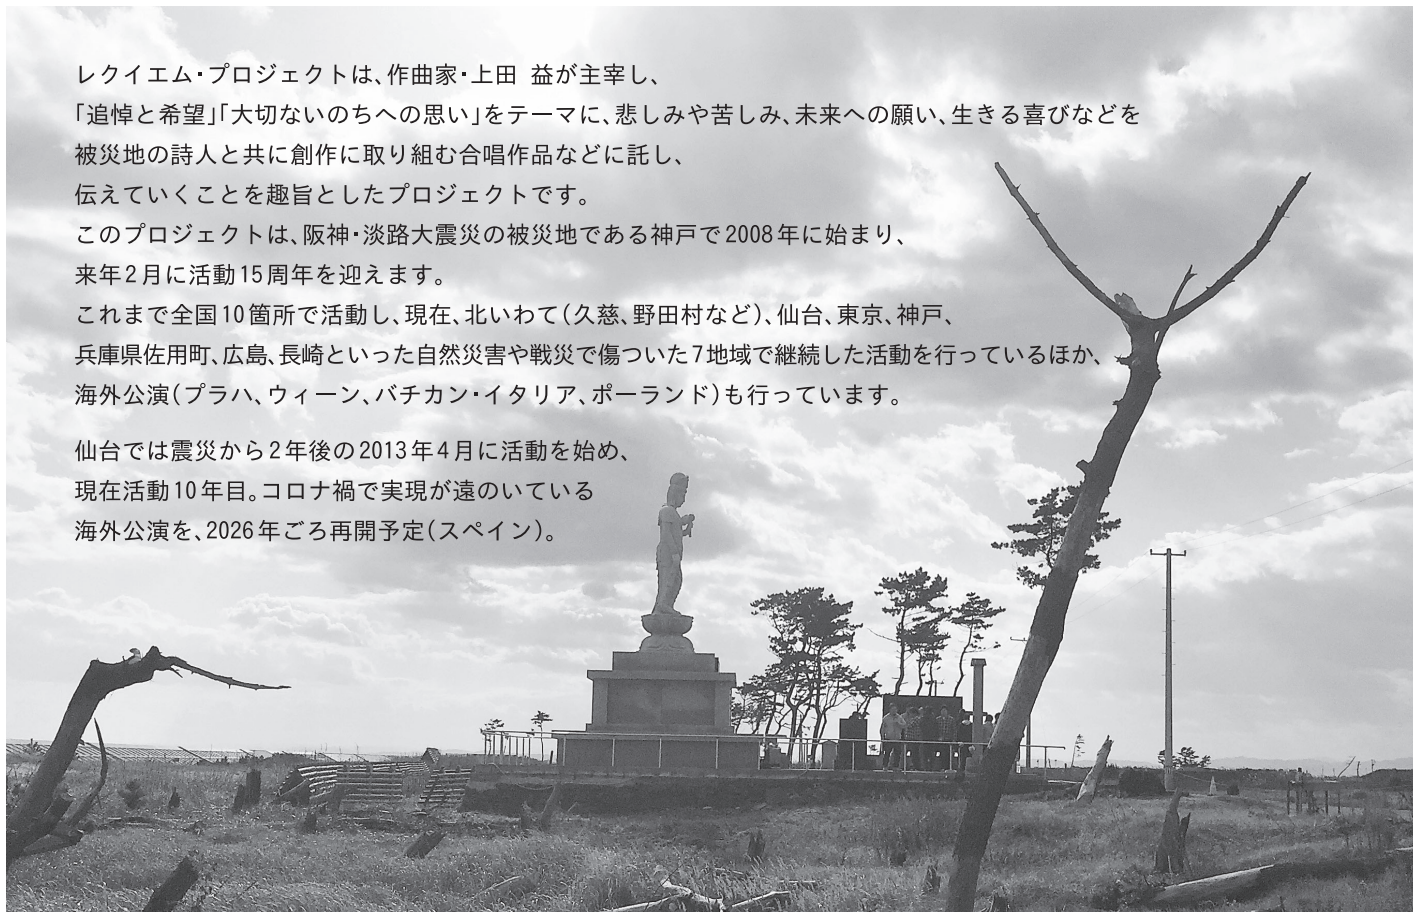 レクイエム・プロジェクトは、作曲家・上田 益が主宰し、
「追悼と希望」「大切ないのちへの思い」をテーマに、悲しみや苦しみ、未来への願い、生きる喜びなどを
被災地の詩人と共に創作に取り組む合唱作品などに託し、
伝えていくことを趣旨としたプロジェクトです。
このプロジェクトは、阪神・淡路大震災の被災地である神戸で2008年に始まり、
来年2月に活動15周年を迎えます。
これまで全国10箇所で活動し、現在、北いわて（久慈、野田村など）、仙台、東京、神戸、
兵庫県佐用町、広島、長崎といった自然災害や戦災で傷ついた7地域で継続した活動を行っているほか、
海外公演（プラハ、ウィーン、バチカン・イタリア、ポーランド）も行っています。
仙台では震災から2年後の2013年4月に活動を始め、
現在活動10年目。コロナ禍で実現が遠のいている
海外公演を、2026年ごろ再開予定（スペイン）。